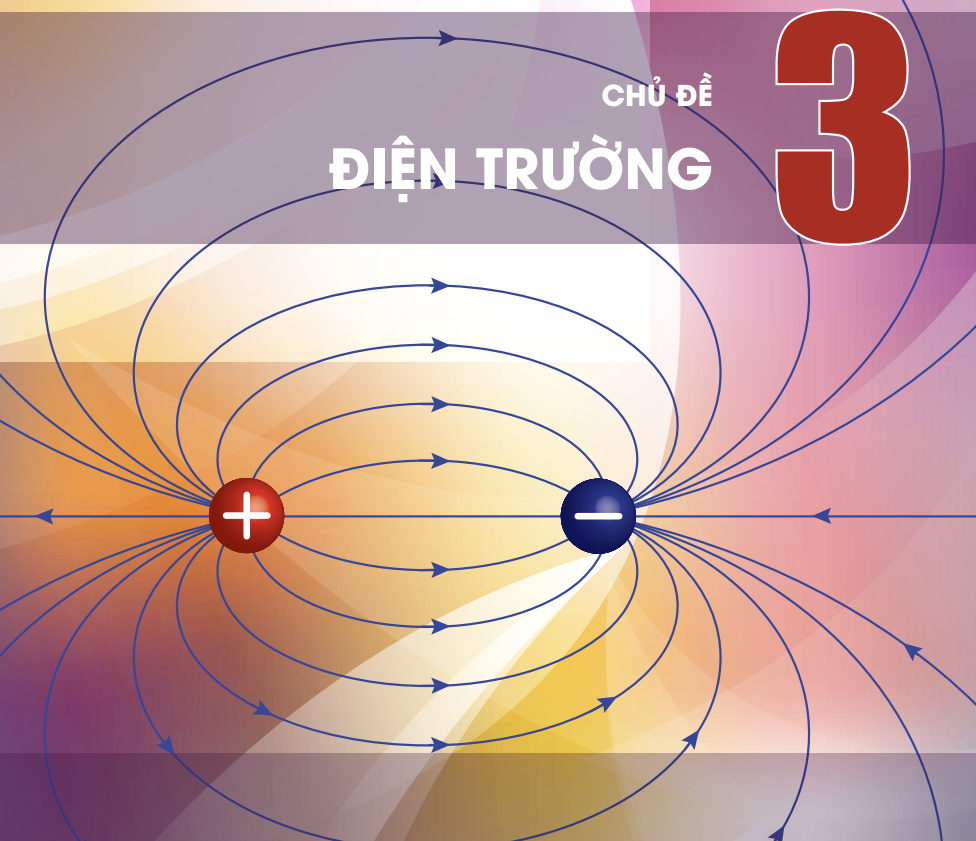 CHỦ ĐỀ 3
ĐIỆN TRƯỜNG
+
−